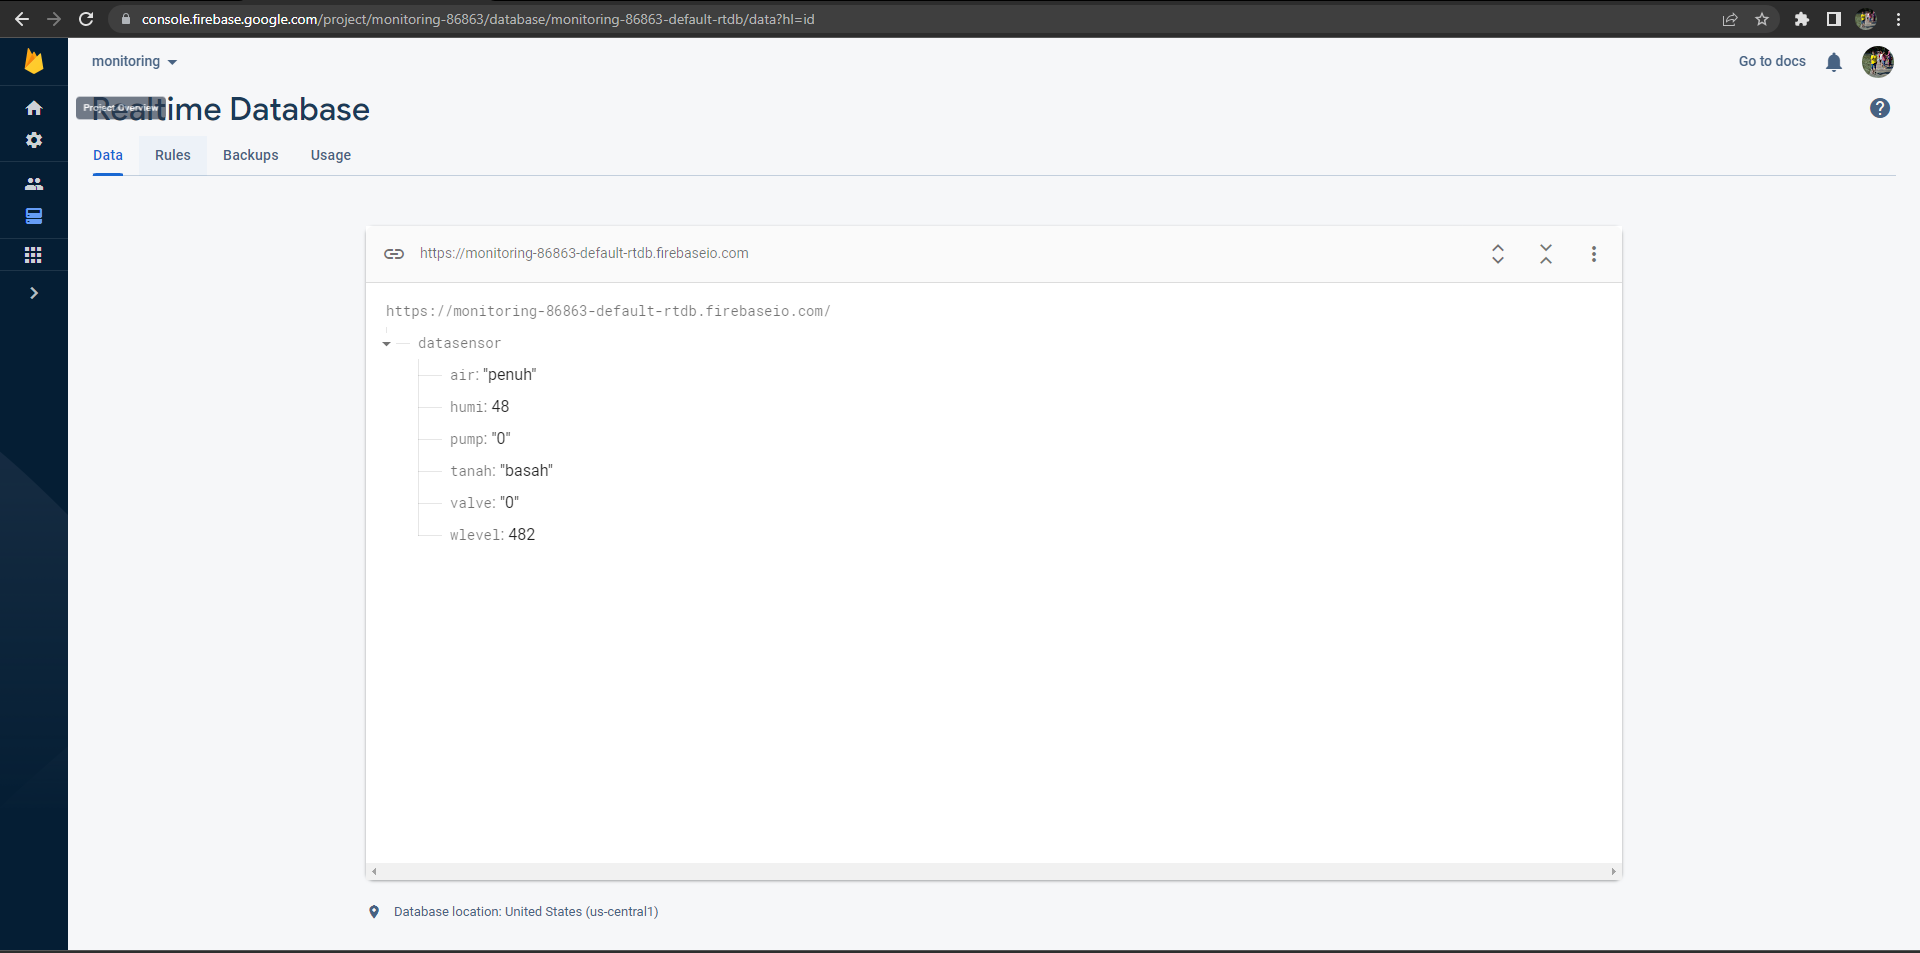 console.firebase.google.com/project/monitoring-86863/database/monitoring-86863-default-rtdb/data?hl=id
monitoring
Go to docs
Project Overview
Realtime Database
Data Rules Backups Usage
https://monitoring-86863-default-rtdb.firebaseio.com
https://monitoring-86863-default-rtdb.firebaseio.com/
datasensor
air: "penuh"
humi: 48
pump: "0"
tanah: "basah"
valve: "0"
wlevel: 482
Database location: United States (us-central1)